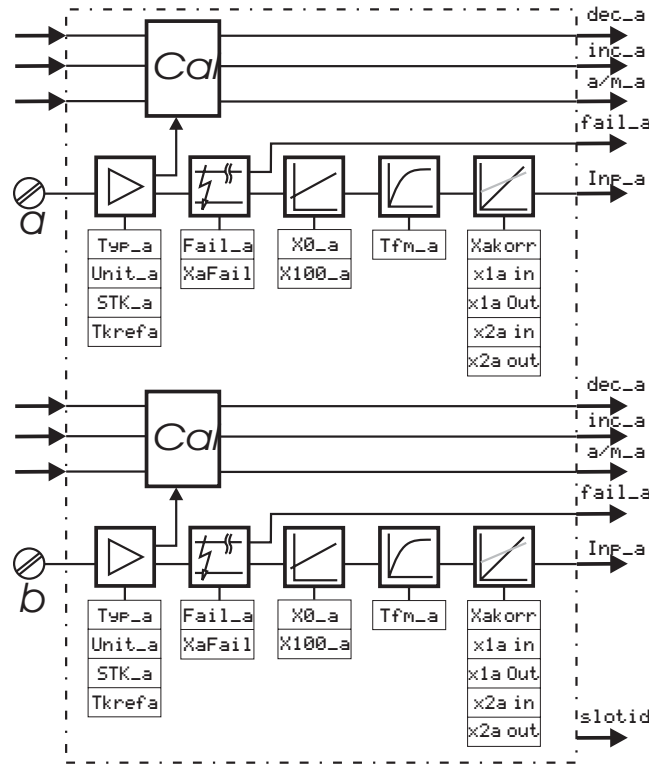 dec_a
inc_a
a/m_a
Cal
fail_a
Inp_a
a
Typ_a
Unit_a
STK_a
Tkrefa
Fail_a
XaFail
X0_a
X100_a
Tfm_a
Xakorr
x1a in
x1a Out
x2a in
x2a out
dec_a
inc_a
a/m_a
Cal
fail_a
Inp_a
b
Typ_a
Unit_a
STK_a
Tkrefa
Fail_a
XaFail
X0_a
X100_a
Tfm_a
Xakorr
x1a in
x1a Out
x2a in
x2a out
slotid